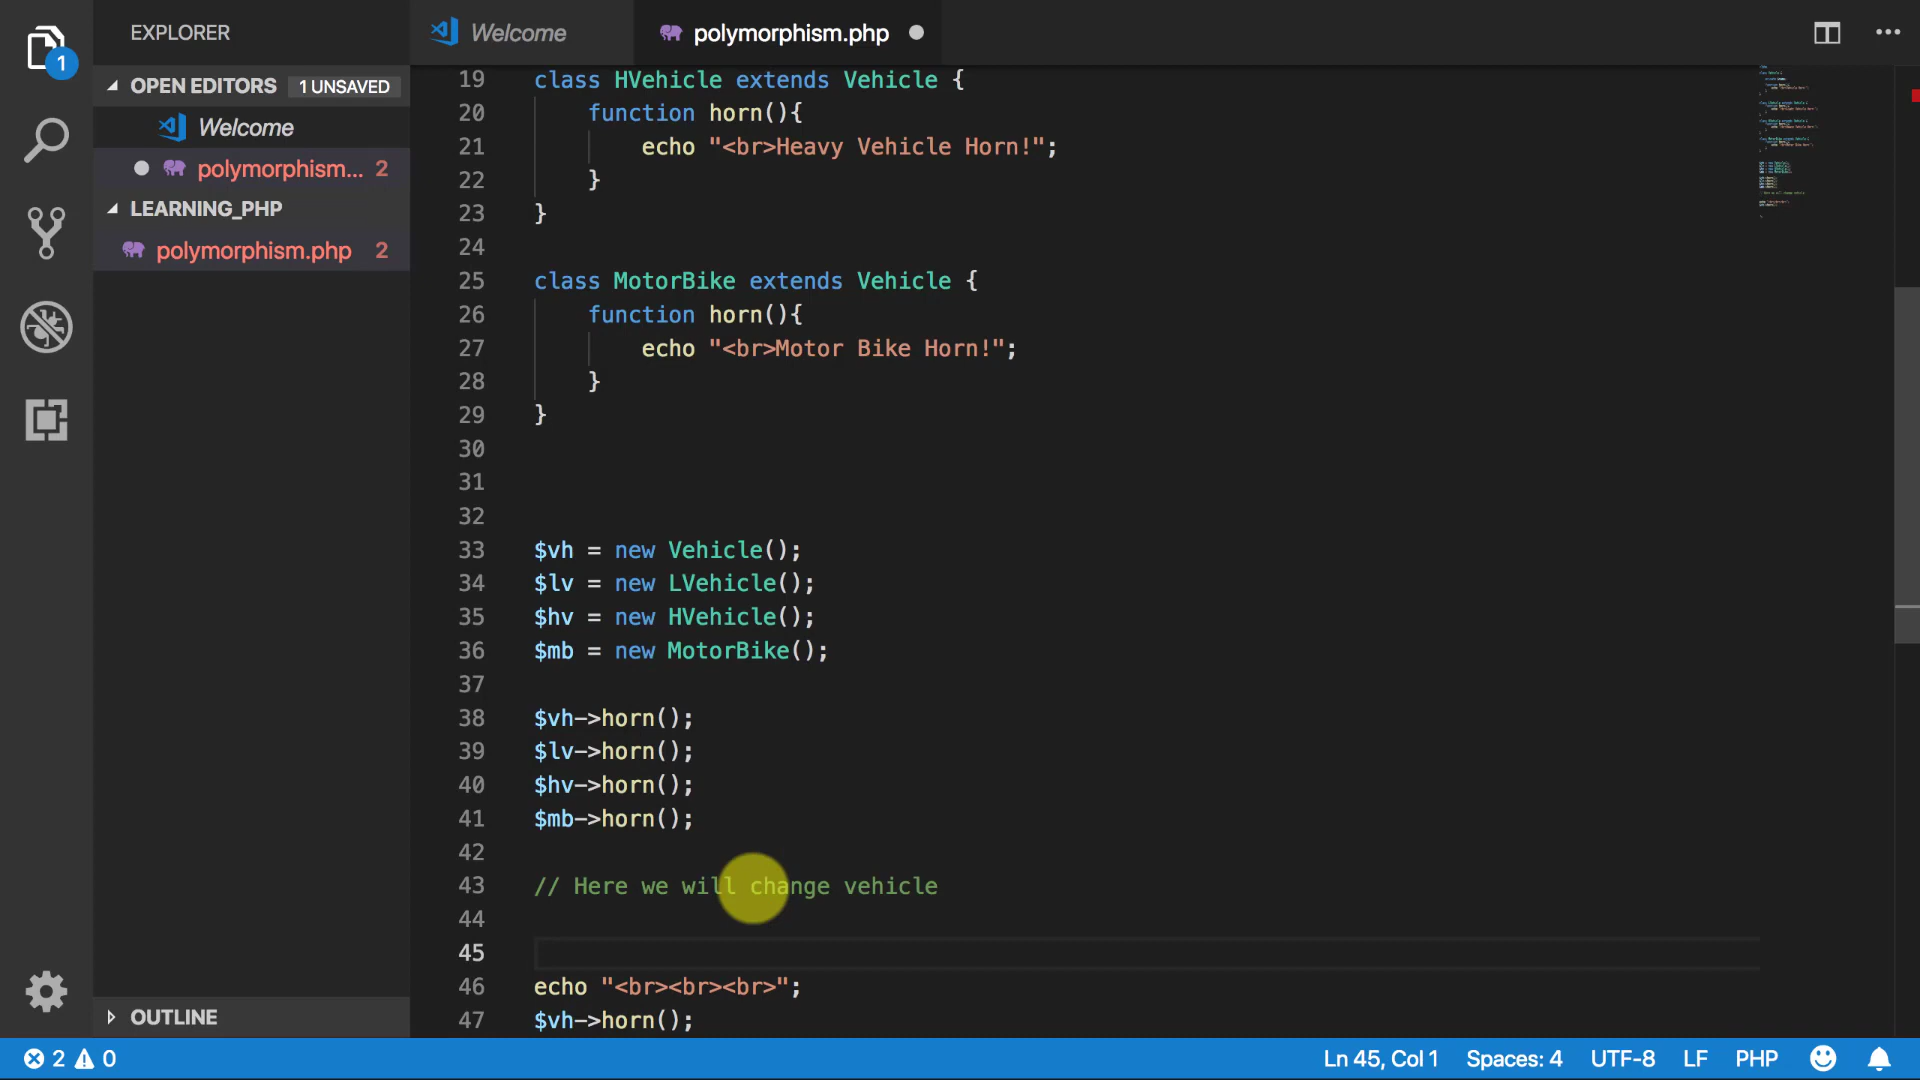 EXPLORER
Welcome
polymorphism.php
1
OPEN EDITORS 1 UNSAVED
Welcome
polymorphism... 2
LEARNING_PHP
polymorphism.php 2
OUTLINE
19 class HVehicle extends Vehicle {
20 function horn(){
21 echo "<br>Heavy Vehicle Horn!";
22 }
23 }
24
25 class MotorBike extends Vehicle {
26 function horn(){
27 echo "<br>Motor Bike Horn!";
28 }
29 }
30
31
32
33 $vh = new Vehicle();
34 $lv = new LVehicle();
35 $hv = new HVehicle();
36 $mb = new MotorBike();
37
38 $vh->horn();
39 $lv->horn();
40 $hv->horn();
41 $mb->horn();
42
43 // Here we will change vehicle
44
45
46 echo "<br><br><br>";
47 $vh->horn();
2 0
Ln 45, Col 1 Spaces: 4 UTF-8 LF PHP